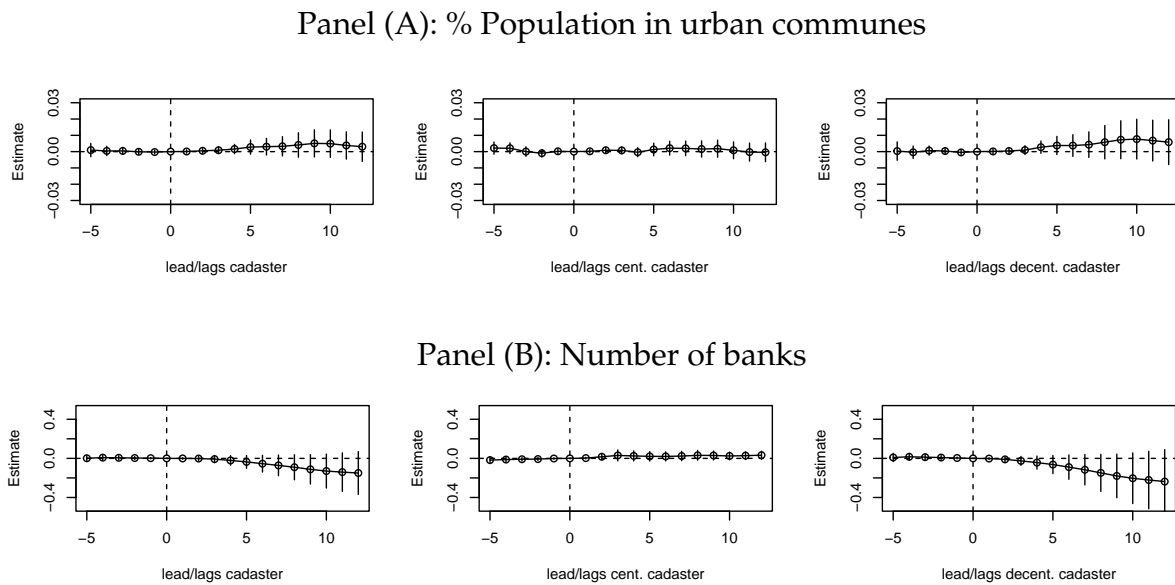 Panel (A): % Population in urban communes
Estimate
0.03
0.00
−0.03
−5 0 5 10
lead/lags cadaster
Estimate
0.03
0.00
−0.03
−5 0 5 10
lead/lags cent. cadaster
Estimate
0.03
0.00
−0.03
−5 0 5 10
lead/lags decent. cadaster
Panel (B): Number of banks
Estimate
0.4
0.0
−0.4
−5 0 5 10
lead/lags cadaster
Estimate
0.4
0.0
−0.4
−5 0 5 10
lead/lags cent. cadaster
Estimate
0.4
0.0
−0.4
−5 0 5 10
lead/lags decent. cadaster